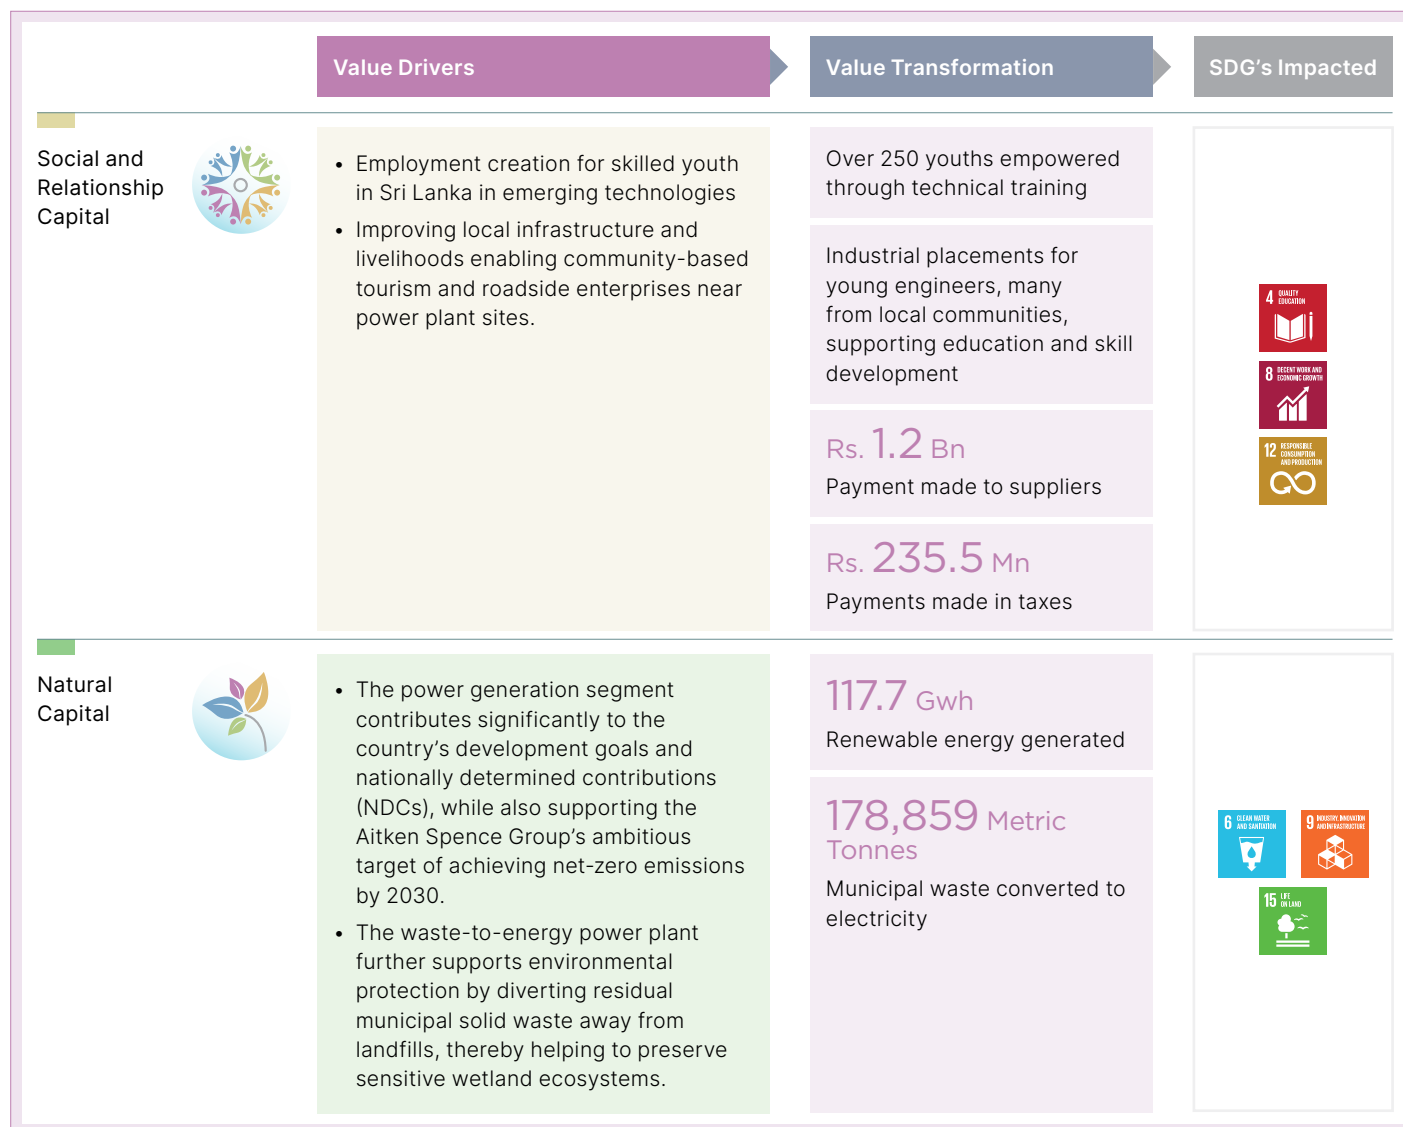 Value Drivers
Value Transformation
SDG's Impacted
Social and
Relationship
Capital
• Employment creation for skilled youth
in Sri Lanka in emerging technologies
• Improving local infrastructure and
livelihoods enabling community-based
tourism and roadside enterprises near
power plant sites.
Over 250 youths empowered
through technical training
Industrial placements for
young engineers, many
from local communities,
supporting education and skill
development
Rs. 1.2 Bn
Payment made to suppliers
Rs. 235.5 Mn
Payments made in taxes
4 QUALITY
EDUCATION
8 DECENT WORK AND
ECONOMIC GROWTH
12 RESPONSIBLE
CONSUMPTION
AND PRODUCTION
Natural
Capital
• The power generation segment
contributes significantly to the
country's development goals and
nationally determined contributions
(NDCs), while also supporting the
Aitken Spence Group's ambitious
target of achieving net-zero emissions
by 2030.
• The waste-to-energy power plant
further supports environmental
protection by diverting residual
municipal solid waste away from
landfills, thereby helping to preserve
sensitive wetland ecosystems.
117.7 Gwh
Renewable energy generated
178,859 Metric
Tonnes
Municipal waste converted to
electricity
6 CLEAN WATER
AND SANITATION
9 INDUSTRY, INNOVATION
AND INFRASTRUCTURE
15 LIFE
ON LAND